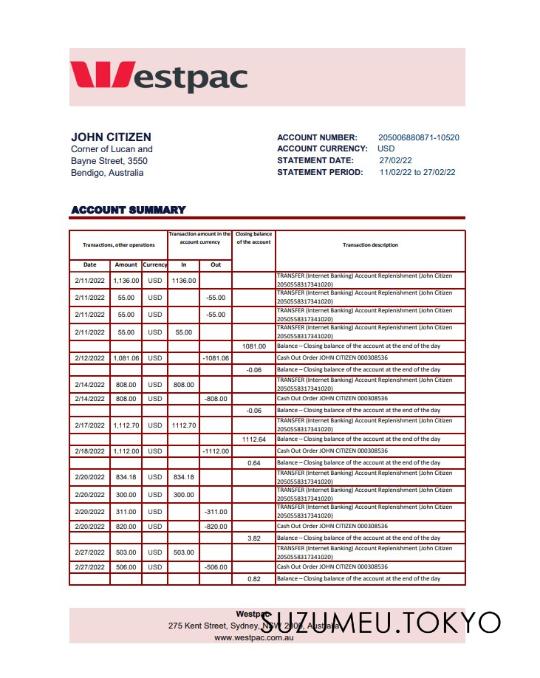 Westpac
JOHN CITIZEN
Corner of Lucan and
Bayne Street, 3550
Bendigo, Australia
ACCOUNT NUMBER: 205006880871-10520
ACCOUNT CURRENCY: USD
STATEMENT DATE: 27/02/22
STATEMENT PERIOD: 11/02/22 to 27/02/22
ACCOUNT SUMMARY
Transactions, other operations
Transaction amount in the account currency
Closing balance of the account
Transaction description
Date Amount Currency In Out
2/11/2022 1,136.00 USD 1136.00 TRANSFER (Internet Banking) Account Replenishment (John Citizen
2050558317341020)
2/11/2022 55.00 USD -55.00 TRANSFER (Internet Banking) Account Replenishment (John Citizen
2050558317341020)
2/11/2022 55.00 USD -55.00 TRANSFER (Internet Banking) Account Replenishment (John Citizen
2050558317341020)
2/11/2022 55.00 USD 55.00 TRANSFER (Internet Banking) Account Replenishment (John Citizen
2050558317341020)
1081.00 Balance – Closing balance of the account at the end of the day
2/12/2022 1,081.06 USD -1081.06 Cash Out Order JOHN CITIZEN 000308536
-0.06 Balance – Closing balance of the account at the end of the day
2/14/2022 808.00 USD 808.00 TRANSFER (Internet Banking) Account Replenishment (John Citizen
2050558317341020)
2/14/2022 808.00 USD -808.00 Cash Out Order JOHN CITIZEN 000308536
-0.06 Balance – Closing balance of the account at the end of the day
2/17/2022 1,112.70 USD 1112.70 TRANSFER (Internet Banking) Account Replenishment (John Citizen
2050558317341020)
1112.64 Balance – Closing balance of the account at the end of the day
2/18/2022 1,112.00 USD -1112.00 Cash Out Order JOHN CITIZEN 000308536
0.64 Balance – Closing balance of the account at the end of the day
2/20/2022 834.18 USD 834.18 TRANSFER (Internet Banking) Account Replenishment (John Citizen
2050558317341020)
2/20/2022 300.00 USD 300.00 TRANSFER (Internet Banking) Account Replenishment (John Citizen
2050558317341020)
2/20/2022 311.00 USD -311.00 TRANSFER (Internet Banking) Account Replenishment (John Citizen
2050558317341020)
2/20/2022 820.00 USD -820.00 Cash Out Order JOHN CITIZEN 000308536
3.82 Balance – Closing balance of the account at the end of the day
2/27/2022 503.00 USD 503.00 TRANSFER (Internet Banking) Account Replenishment (John Citizen
2050558317341020)
2/27/2022 506.00 USD -506.00 Cash Out Order JOHN CITIZEN 000308536
0.82 Balance – Closing balance of the account at the end of the day
Westpac
275 Kent Street, Sydney, NSW 2000, Australia
www.westpac.com.au
SUZUMEU.TOKYO